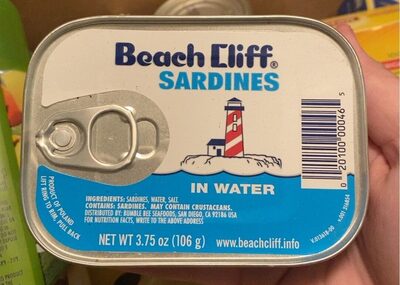 Beach Cliff®
SARDINES
IN WATER
INGREDIENTS: SARDINES, WATER, SALT.
CONTAINS: SARDINES. MAY CONTAIN CRUSTACEANS.
DISTRIBUTED BY: BUMBLE BEE SEAFOODS, SAN DIEGO, CA 92186 USA
FOR NUTRITION FACTS, WRITE TO THE ABOVE ADDRESS
NET WT 3.75 oz (106 g) www.beachcliff.info
PRODUCT OF POLAND
LIFT RING TO RIM, PULL BACK
0 20100 00046 5